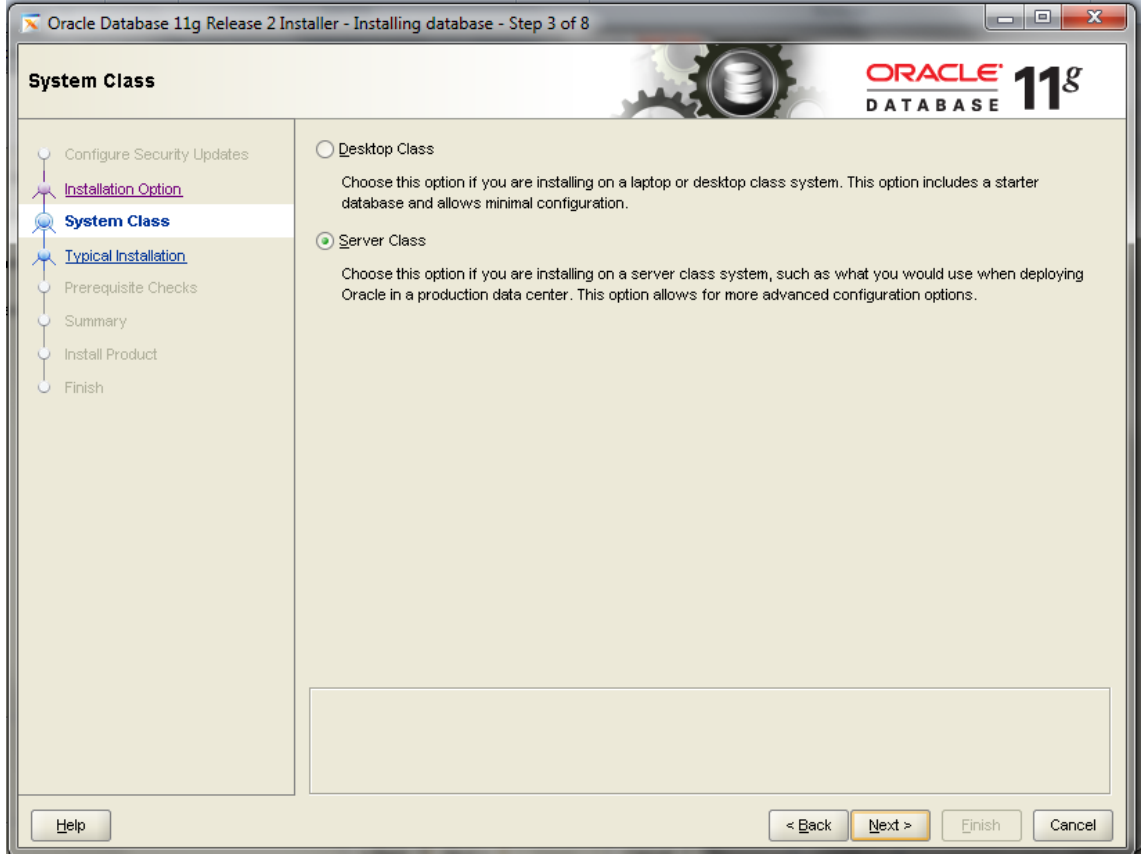 Oracle Database 11g Release 2 Installer - Installing database - Step 3 of 8
System Class
ORACLE 11g
DATABASE
Configure Security Updates
Installation Option
System Class
Typical Installation
Prerequisite Checks
Summary
Install Product
Finish
Desktop Class
Choose this option if you are installing on a laptop or desktop class system. This option includes a starter
database and allows minimal configuration.
Server Class
Choose this option if you are installing on a server class system, such as what you would use when deploying
Oracle in a production data center. This option allows for more advanced configuration options.
Help
< Back
Next >
Finish
Cancel